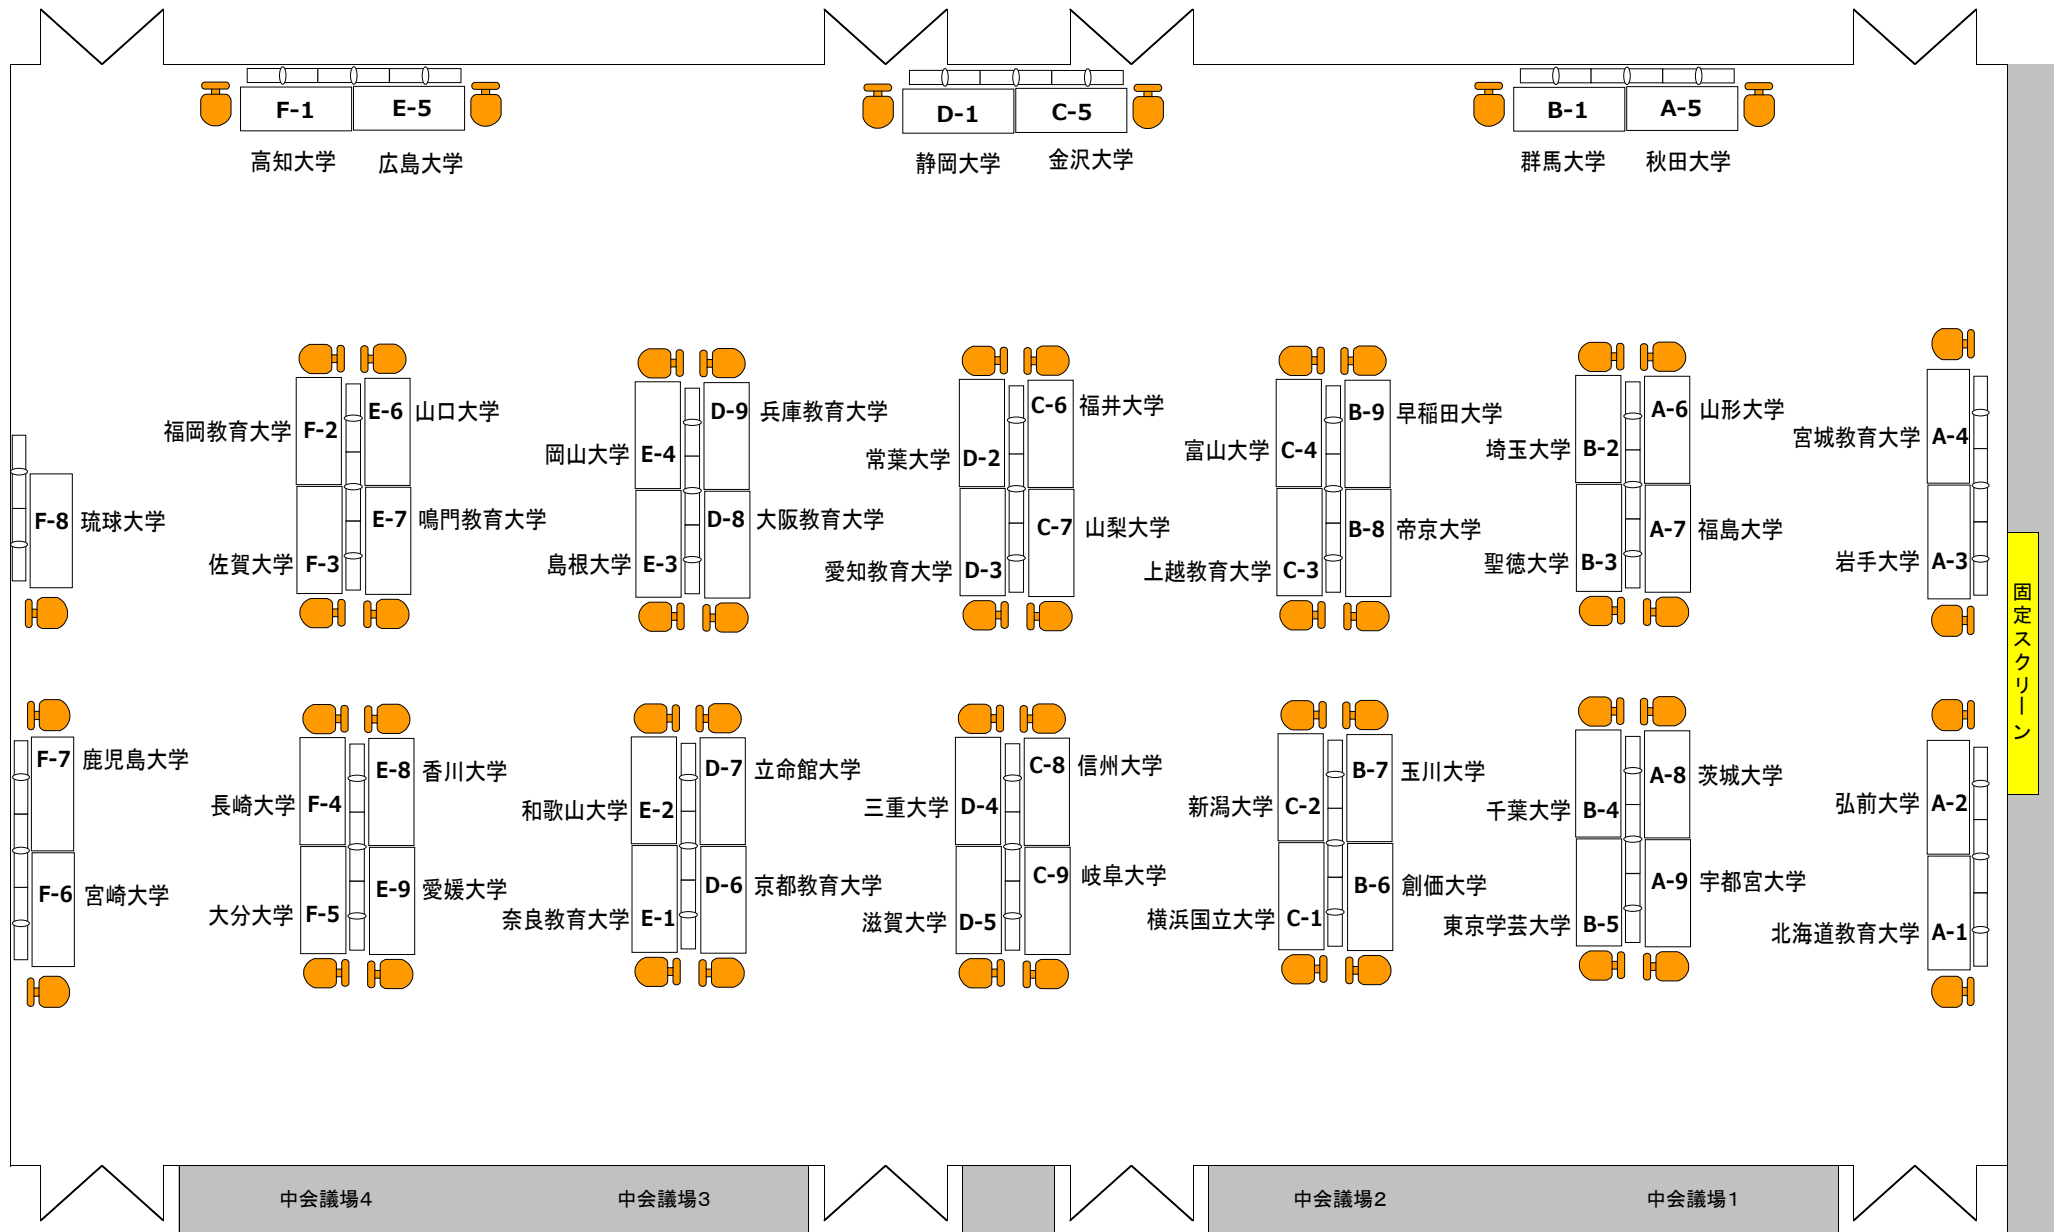 F-1
E-5
D-1
C-5
B-1
A-5
高知大学
広島大学
静岡大学
金沢大学
群馬大学
秋田大学
福岡教育大学
F-2
E-6
山口大学
岡山大学
E-4
D-9
兵庫教育大学
常葉大学
D-2
C-6
福井大学
富山大学
C-4
B-9
早稲田大学
埼玉大学
B-2
A-6
山形大学
宮城教育大学
A-4
F-8
琉球大学
佐賀大学
F-3
E-7
鳴門教育大学
島根大学
E-3
D-8
大阪教育大学
愛知教育大学
D-3
C-7
山梨大学
上越教育大学
C-3
B-8
帝京大学
聖徳大学
B-3
A-7
福島大学
岩手大学
A-3
固定スクリーン
F-7
鹿児島大学
長崎大学
F-4
E-8
香川大学
和歌山大学
E-2
D-7
立命館大学
三重大学
D-4
C-8
信州大学
新潟大学
C-2
B-7
玉川大学
千葉大学
B-4
A-8
茨城大学
弘前大学
A-2
F-6
宮崎大学
大分大学
F-5
E-9
愛媛大学
奈良教育大学
E-1
D-6
京都教育大学
滋賀大学
D-5
C-9
岐阜大学
横浜国立大学
C-1
B-6
創価大学
東京学芸大学
B-5
A-9
宇都宮大学
北海道教育大学
A-1
中会議場4
中会議場3
中会議場2
中会議場1